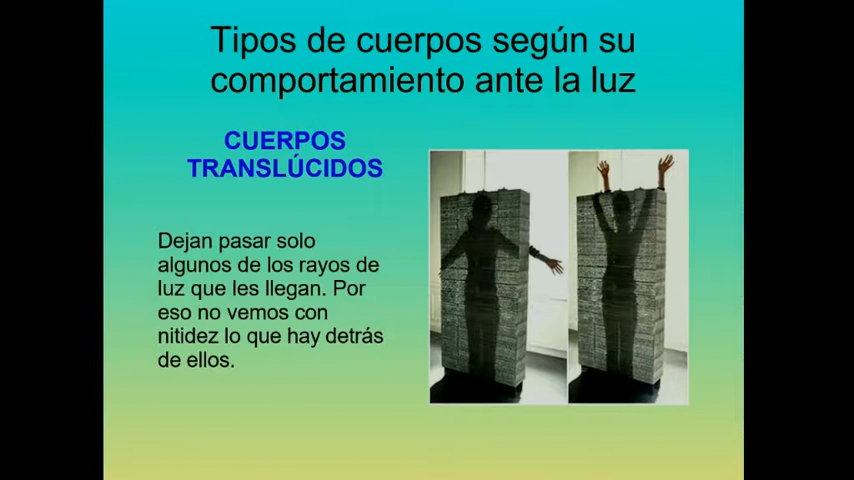 Tipos de cuerpos según su
comportamiento ante la luz
CUERPOS
TRANSLÚCIDOS
Dejan pasar solo
algunos de los rayos de
luz que les llegan. Por
eso no vemos con
nitidez lo que hay detrás
de ellos.